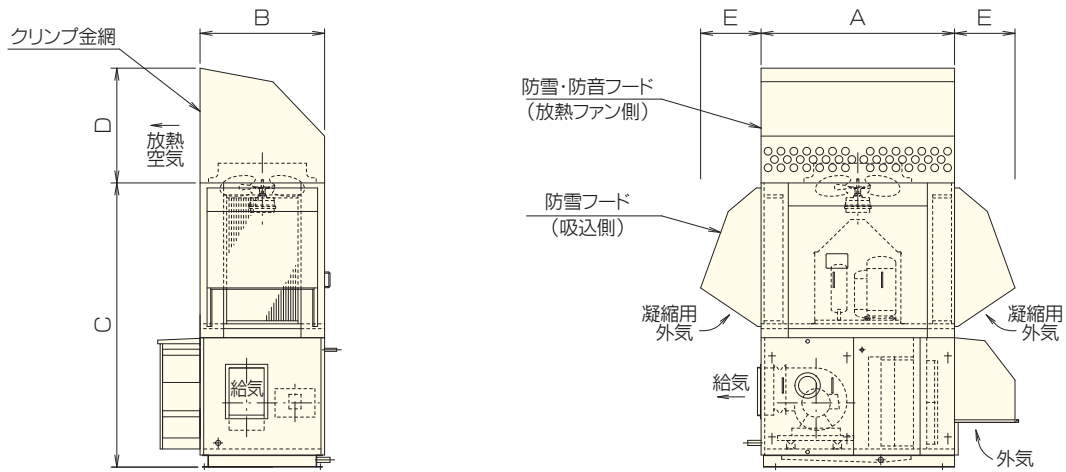 B
クリンプ金網
D
放熱
空気
C
給気
E
A
E
防雪・防音フード
(放熱ファン側)
防雪フード
(吸込側)
凝縮用
外気
凝縮用
外気
給気
外気